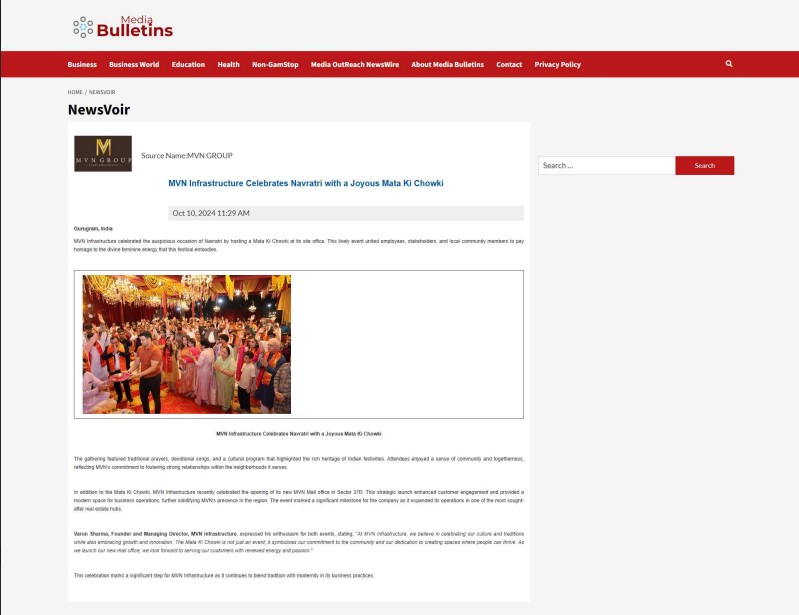 Media
Bulletins
Business Business World Education Health Non-GamStop Media OutReach NewsWire About Media Bulletins Contact Privacy Policy
HOME / NEWSVOIR
NewsVoir
MVN GROUP
Source Name:MVN GROUP
Search ...
Search
MVN Infrastructure Celebrates Navratri with a Joyous Mata Ki Chowki
Oct 10, 2024 11:29 AM
Gurugram, India
MVN Infrastructure celebrated the auspicious occasion of Navratri by hosting a Mata Ki Chowki at its site office. This lively event united employees, stakeholders, and local community members to pay
homage to the divine feminine energy that this festival embodies.
MVN Infrastructure Celebrates Navratri with a Joyous Mata Ki Chowki
The gathering featured traditional prayers, devotional songs, and a cultural program that highlighted the rich heritage of Indian festivities. Attendees enjoyed a sense of community and togetherness,
reflecting MVN's commitment to fostering strong relationships within the neighborhoods it serves.
In addition to the Mata Ki Chowki, MVN Infrastructure recently celebrated the opening of its new MVN Mall office in Sector 37D. This strategic launch enhanced customer engagement and provided a
modern space for business operations, further solidifying MVN's presence in the region. The event marked a significant milestone for the company as it expanded its operations in one of the most sought-
after real estate hubs.
Varun Sharma, Founder and Managing Director, MVN Infrastructure, expressed his enthusiasm for both events, stating, "At MVN Infrastructure, we believe in celebrating our culture and traditions
while also embracing growth and innovation. The Mata Ki Chowki is not just an event; it symbolizes our commitment to the community and our dedication to creating spaces where people can thrive. As
we launch our new mall office, we look forward to serving our customers with renewed energy and passion."
This celebration marks a significant step for MVN Infrastructure as it continues to blend tradition with modernity in its business practices.